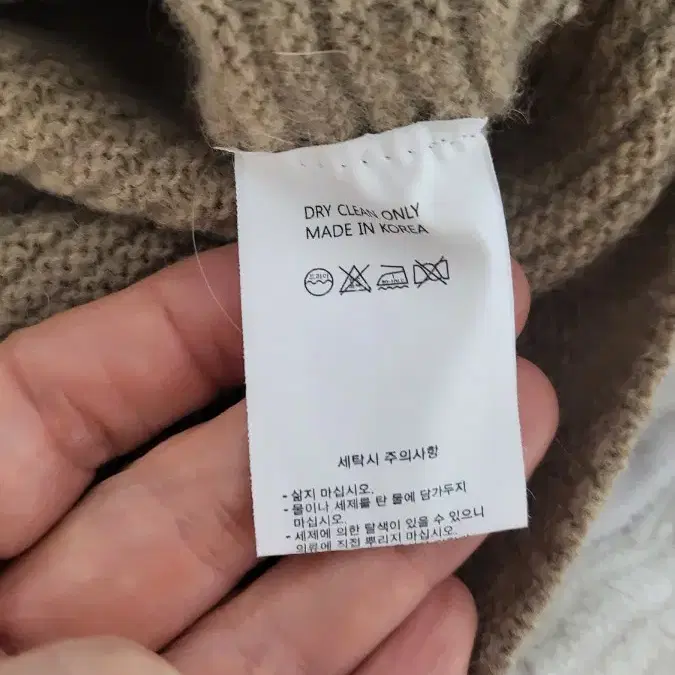 DRY CLEAN ONLY
MADE IN KOREA
드라이
세탁시 주의사항
- 삶지 마십시오.
- 물이나 세제를 탄 물에 담가두지
마십시오.
- 세제에 의한 탈색이 있을 수 있으니
의류에 직접 뿌리지 마십시오.